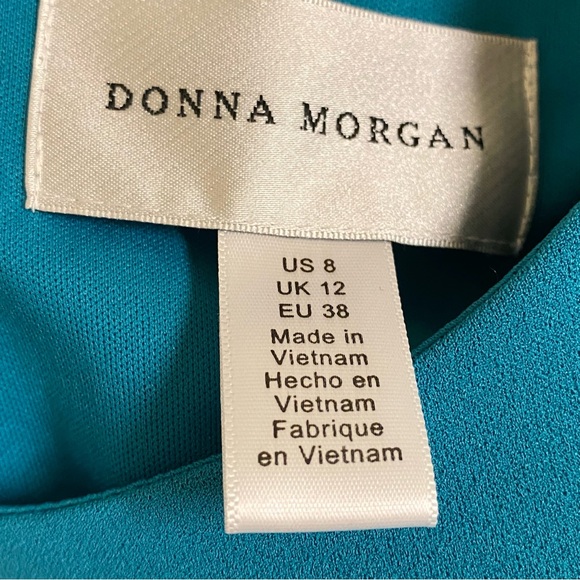 DONNA MORGAN
US 8
UK 12
EU 38
Made in
Vietnam
Hecho en
Vietnam
Fabrique
en Vietnam